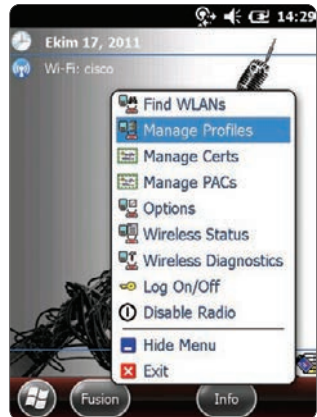 14:29
Ekim 17, 2011
Wi-Fi: cisco
Find WLANs
Manage Profiles
Manage Certs
Manage PACs
Options
Wireless Status
Wireless Diagnostics
Log On/Off
Disable Radio
Hide Menu
Exit
Fusion
Info